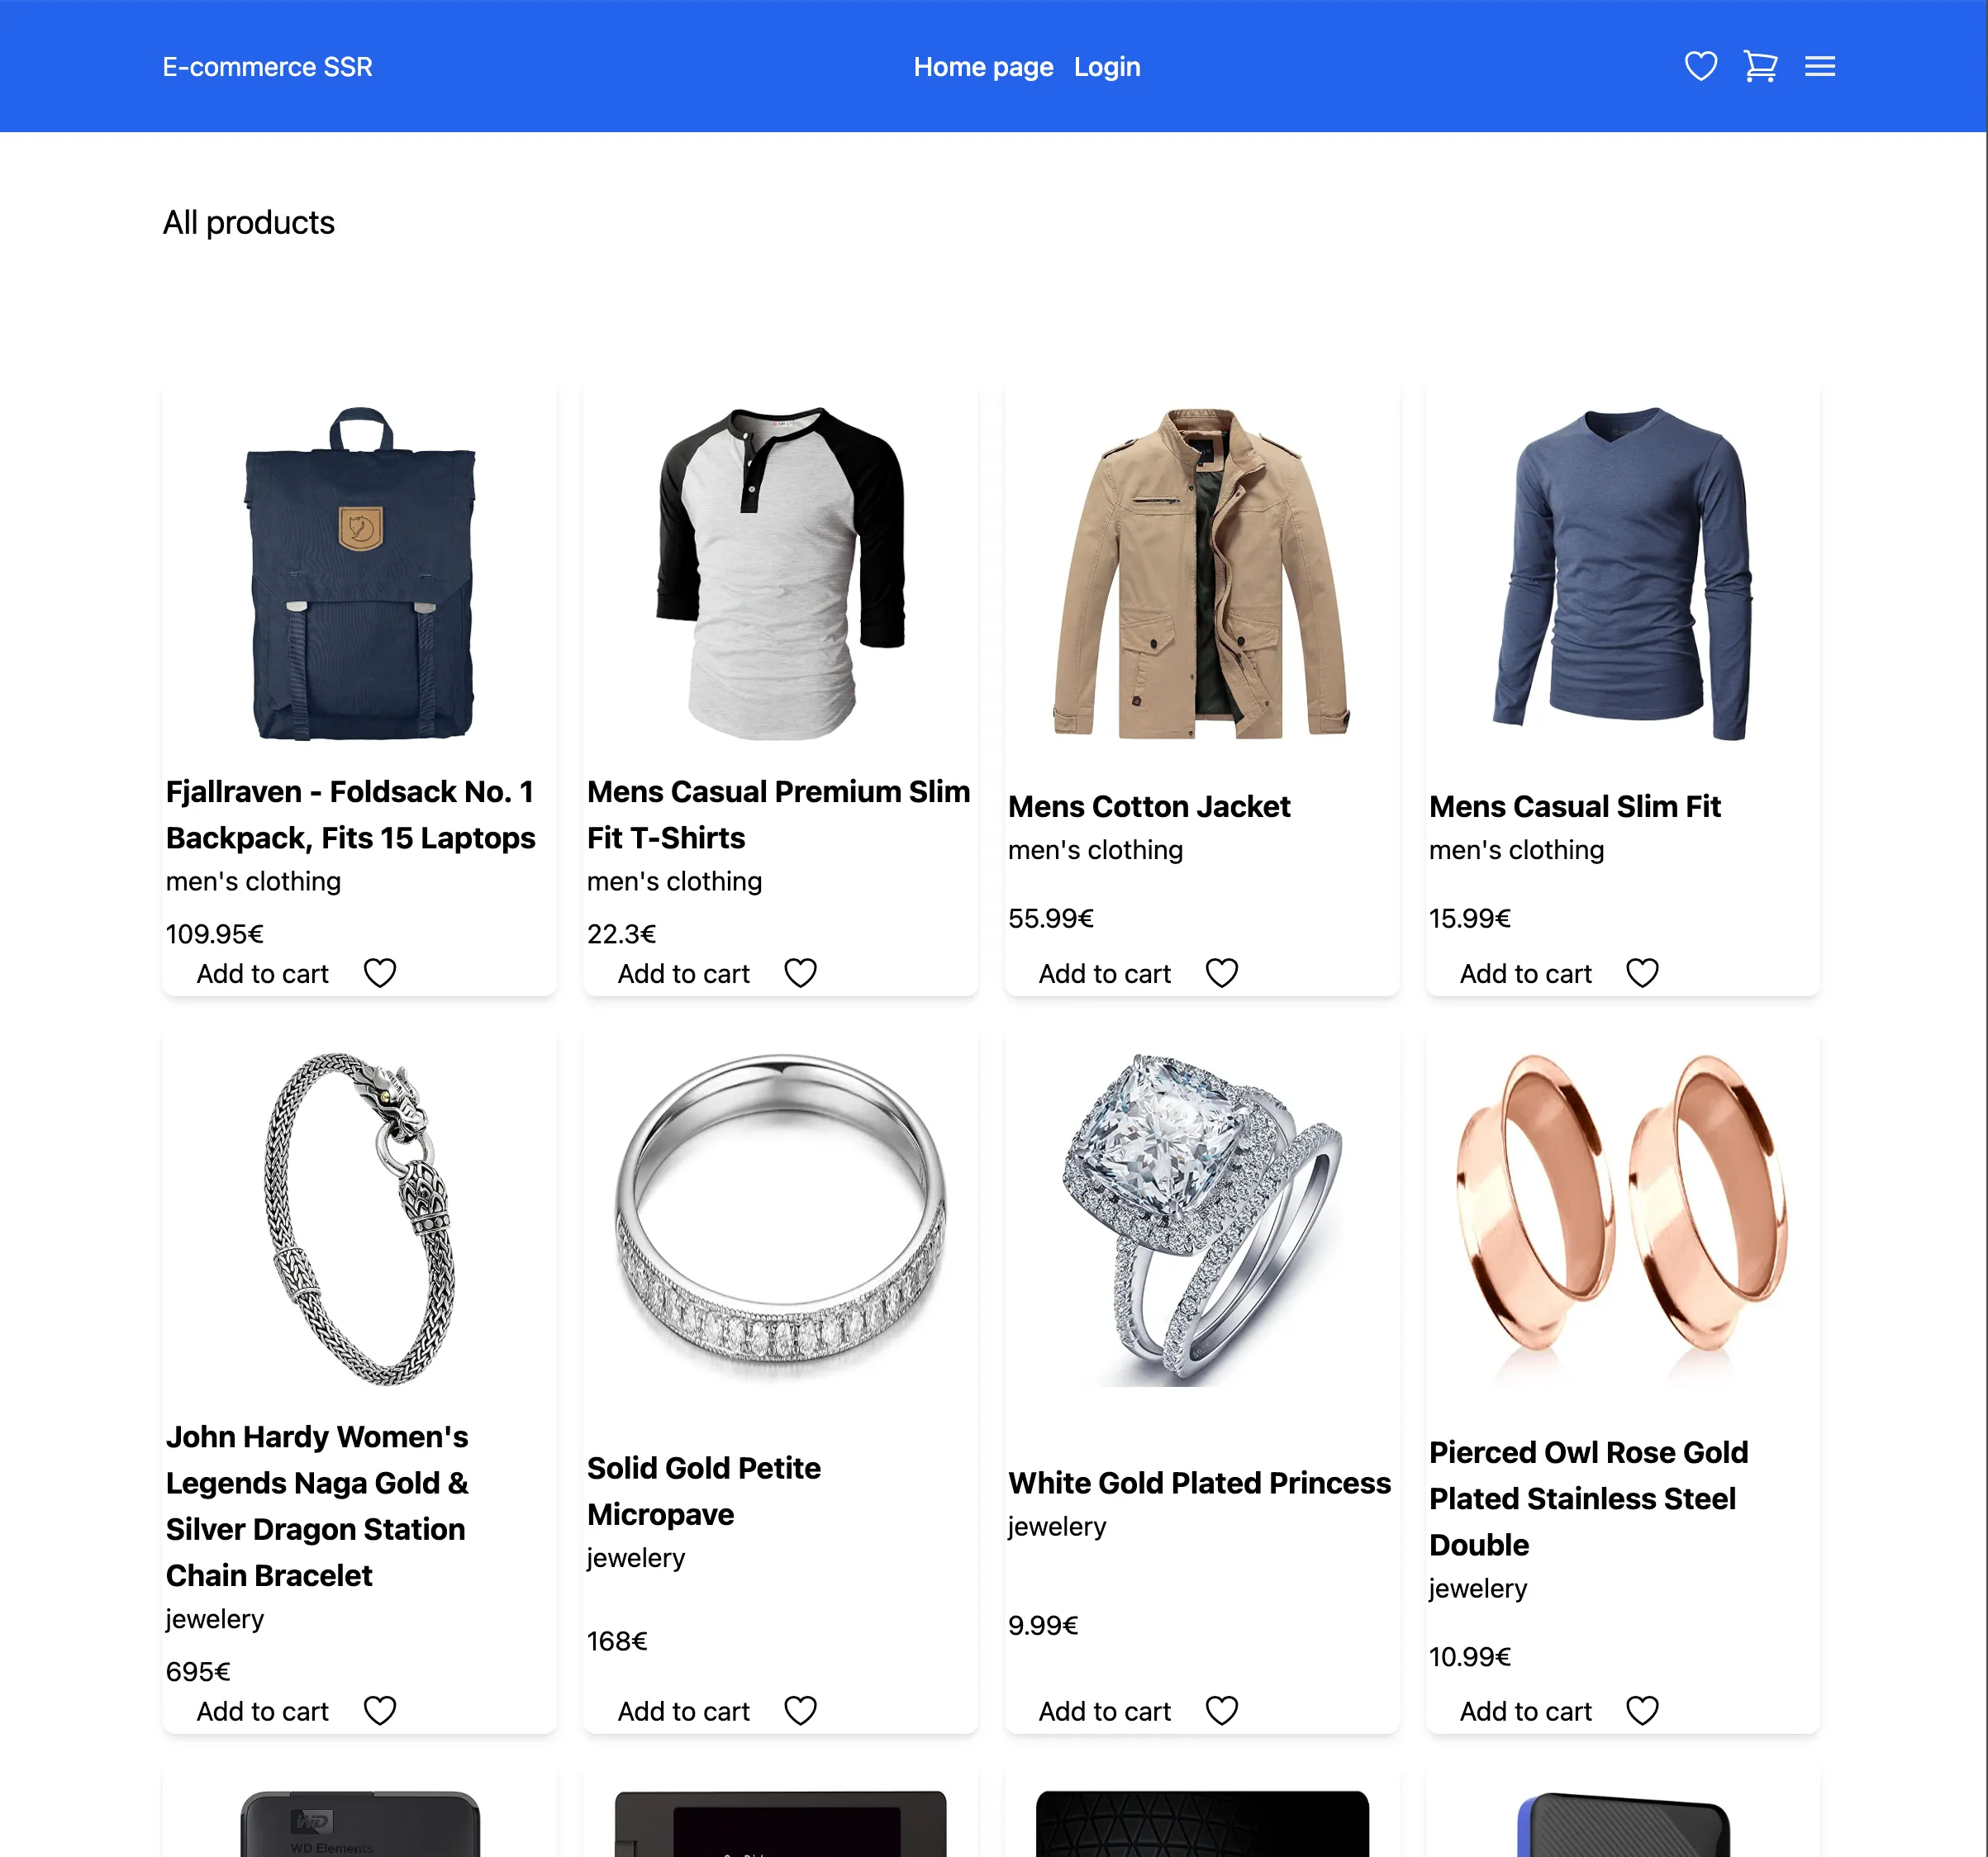 E-commerce SSR
Home page Login
All products
Fjallraven - Foldsack No. 1
Backpack, Fits 15 Laptops
men's clothing
109.95€
Add to cart
Mens Casual Premium Slim
Fit T-Shirts
men's clothing
22.3€
Add to cart
Mens Cotton Jacket
men's clothing
55.99€
Add to cart
Mens Casual Slim Fit
men's clothing
15.99€
Add to cart
John Hardy Women's
Legends Naga Gold &
Silver Dragon Station
Chain Bracelet
jewelery
695€
Add to cart
Solid Gold Petite
Micropave
jewelery
168€
Add to cart
White Gold Plated Princess
jewelery
9.99€
Add to cart
Pierced Owl Rose Gold
Plated Stainless Steel
Double
jewelery
10.99€
Add to cart
WD
WD Elements